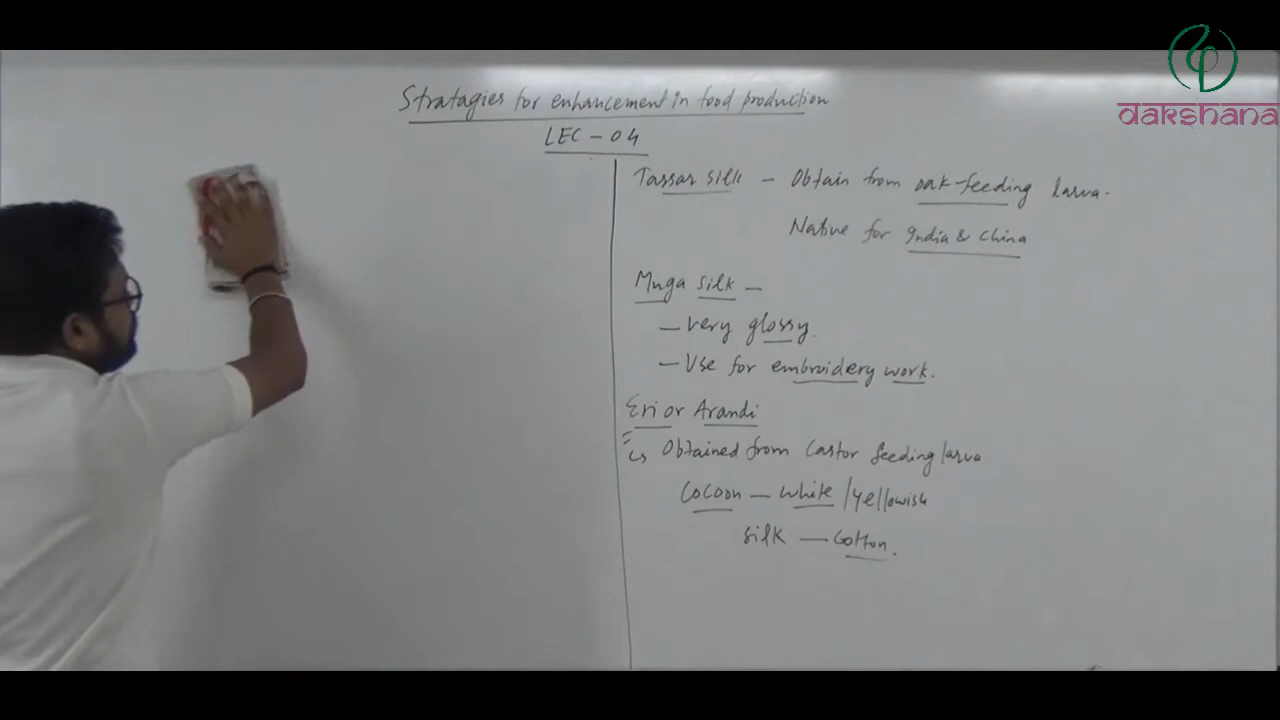 dakshana
Stratagies for enhancement in food production
LEC - 04
Tassar silk - Obtain from oak-feeding larva.
Native for India & China
Muga silk -
- Very glossy.
- Use for embroidery work.
Eri or Arandi
↳ Obtained from Castor feeding larva
Cocoon - white / yellowish
silk - Cotton.